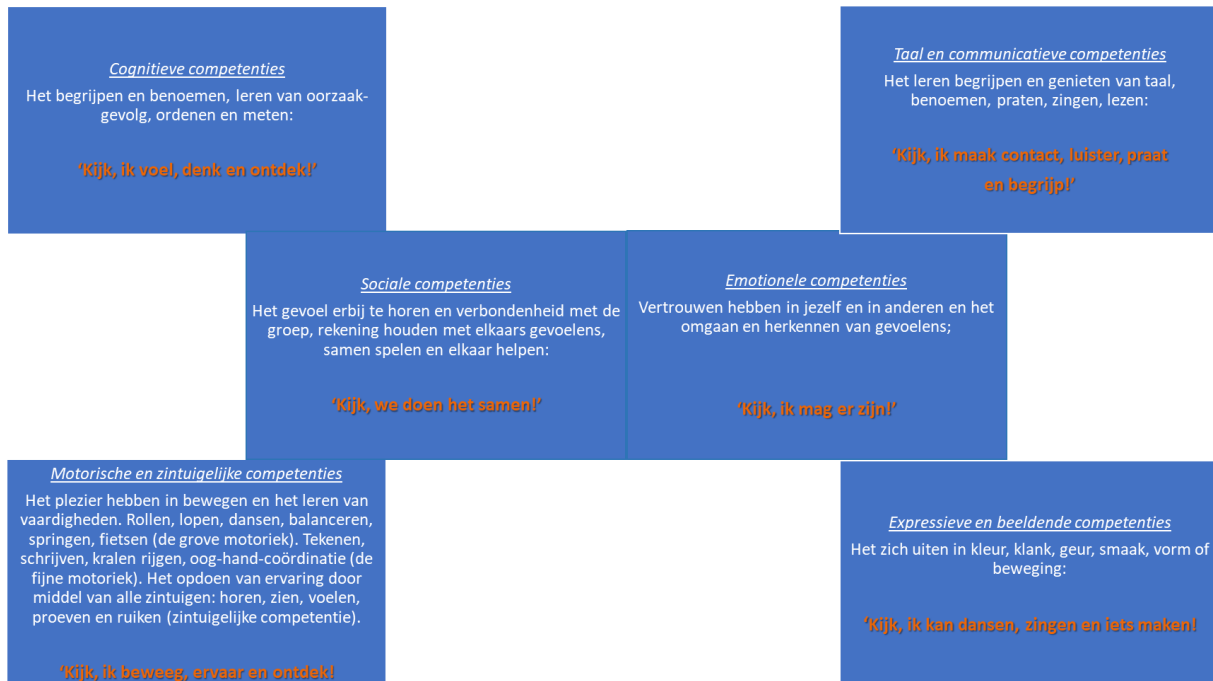 Cognitieve competenties
Het begrijpen en benoemen, leren van oorzaak-
gevolg, ordenen en meten:
‘Kijk, ik voel, denk en ontdek!’
Taal en communicatieve competenties
Het leren begrijpen en genieten van taal,
benoemen, praten, zingen, lezen:
‘Kijk, ik maak contact, luister, praat
en begrijp!’
Sociale competenties
Het gevoel erbij te horen en verbondenheid met de
groep, rekening houden met elkaars gevoelens,
samen spelen en elkaar helpen:
‘Kijk, we doen het samen!’
Emotionele competenties
Vertrouwen hebben in jezelf en in anderen en het
omgaan en herkennen van gevoelens;
‘Kijk, ik mag er zijn!’
Motorische en zintuigelijke competenties
Het plezier hebben in bewegen en het leren van
vaardigheden. Rollen, lopen, dansen, balanceren,
springen, fietsen (de grove motoriek). Tekenen,
schrijven, kralen rijgen, oog-hand-coördinatie (de
fijne motoriek). Het opdoen van ervaring door
middel van alle zintuigen: horen, zien, voelen,
proeven en ruiken (zintuigelijke competentie).
‘Kijk, ik beweeg, ervaar en ontdek!
Expressieve en beeldende competenties
Het zich uiten in kleur, klank, geur, smaak, vorm of
beweging:
‘Kijk, ik kan dansen, zingen en iets maken!